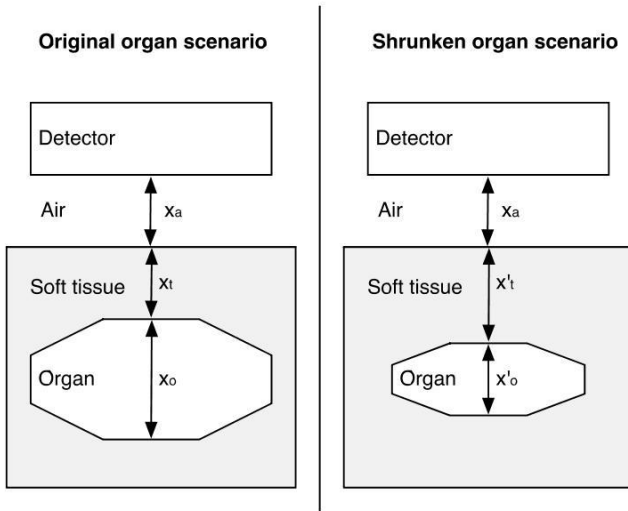 Original organ scenario
Detector
Air
xa
Soft tissue
xt
Organ
xo
Shrunken organ scenario
Detector
Air
xa
Soft tissue
x't
Organ
x'o